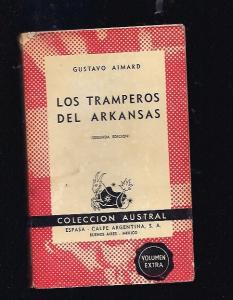 GUSTAVO AIMARD
LOS TRAMPEROS
DEL ARKANSAS
(SEGUNDA EDICION)
COLECCION AUSTRAL
ESPASA - CALPE ARGENTINA, S. A.
BUENOS AIRES - MEXICO
VOLUMEN
EXTRA